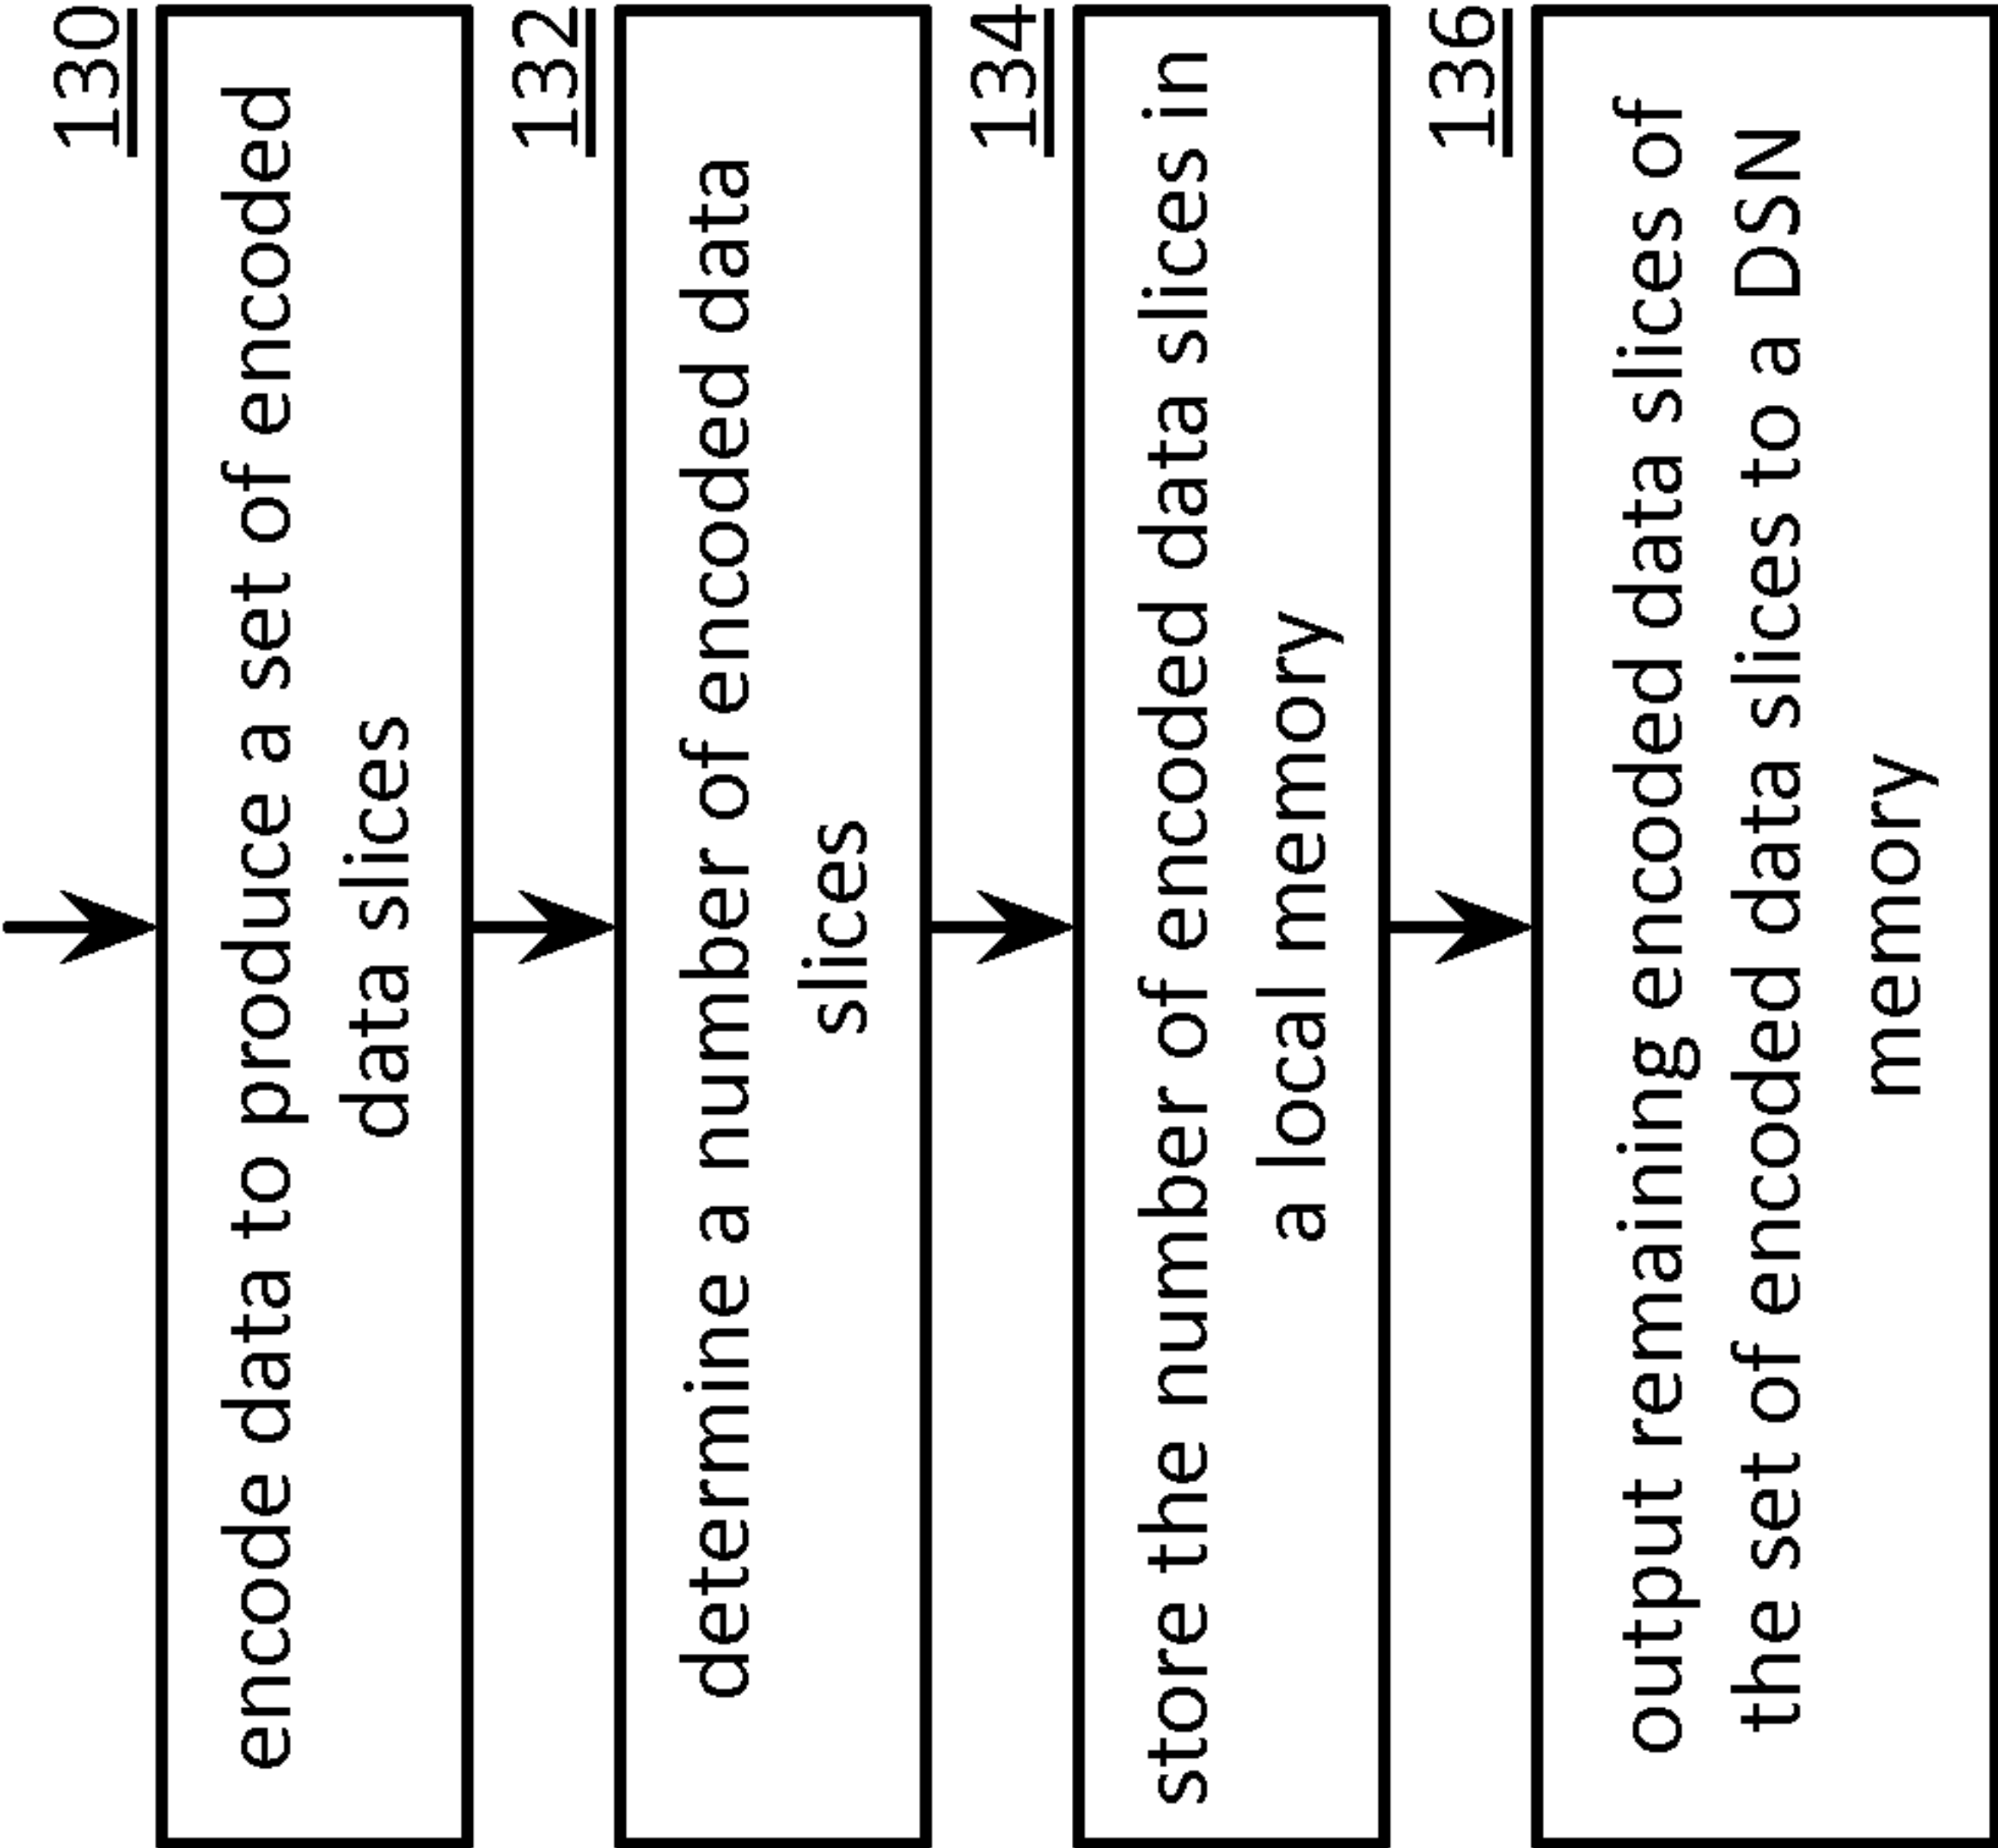 130
encode data to produce a set of encoded
data slices
132
determine a number of encoded data
slices
134
store the number of encoded data slices in
a local memory
136
output remaining encoded data slices of
the set of encoded data slices to a DSN
memory